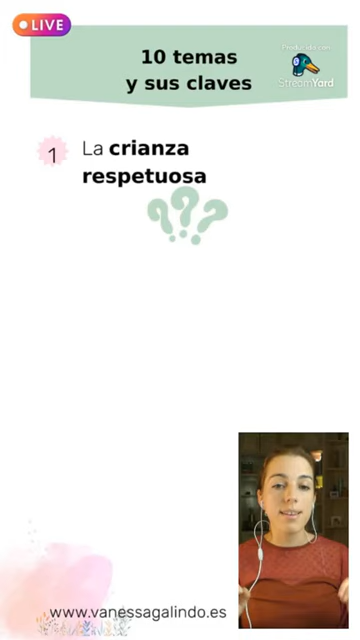 LIVE
Producido con
StreamYard
10 temas
y sus claves
1
La crianza
respetuosa
???
www.vanessagalindo.es